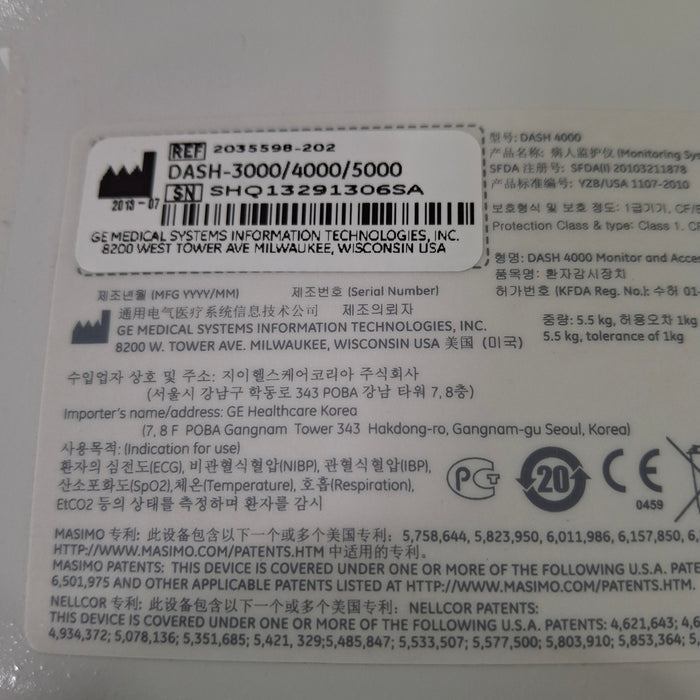 REF 2035598-202
DASH-3000/4000/5000
SN SHQ13291306SA
2013-07
GE MEDICAL SYSTEMS INFORMATION TECHNOLOGIES, INC.
8200 WEST TOWER AVE MILWAUKEE, WISCONSIN USA
型号: DASH 4000
产品名称: 病人监护仪 (Monitoring Sy
SFDA 注册号: SFDA(I) 20103211878
产品标准编号: YZB/USA 1107-2010
보호형식 및 보호 정도: 1급기기, CF/B
Protection Class & type: Class 1, CF
형명: DASH 4000 Monitor and Acces
품목명: 환자감시장치
허가번호 (KFDA Reg. No.): 수허 01-
중량: 5.5 kg, 허용오차 1kg
5.5 kg, tolerance of 1kg
제조년월 (MFG YYYY/MM) 제조번호 (Serial Number)
通用电气医疗系统信息技术公司 제조의뢰자
GE MEDICAL SYSTEMS INFORMATION TECHNOLOGIES, INC.
8200 W. TOWER AVE. MILWAUKEE, WISCONSIN USA 美国 (미국)
수입업자 상호 및 주소: 지이헬스케어코리아 주식회사
(서울시 강남구 학동로 343 POBA 강남 타워 7, 8층)
Importer's name/address: GE Healthcare Korea
(7, 8 F POBA Gangnam Tower 343 Hakdong-ro, Gangnam-gu Seoul, Korea)
사용목적: (Indication for use)
환자의 심전도(ECG), 비관혈식혈압(NIBP), 관혈식혈압(IBP),
산소포화도(SpO2),체온(Temperature), 호흡(Respiration),
EtCO2 등의 상태를 측정하며 환자를 감시
20
CE
0459
MASIMO 专利: 此设备包含以下一个或多个美国专利: 5,758,644, 5,823,950, 6,011,986, 6,157,850, 6,
HTTP://WWW.MASIMO.COM/PATENTS.HTM 中适用的专利.
MASIMO PATENTS: THIS DEVICE IS COVERED UNDER ONE OR MORE OF THE FOLLOWING U.S.A. PATE
6,501,975 AND OTHER APPLICABLE PATENTS LISTED AT HTTP://WWW.MASIMO.COM/PATENTS.HTM.
NELLCOR 专利: 此设备包含以下一个或多个美国专利: NELLCOR PATENTS:
THIS DEVICE IS COVERED UNDER ONE OR MORE OF THE FOLLOWING U.S.A. PATENTS: 4,621,643; 4,6
4,934,372; 5,078,136; 5,351,685; 5,421, 329;5,485,847; 5,533,507; 5,577,500; 5,803,910; 5,853,364; 5,